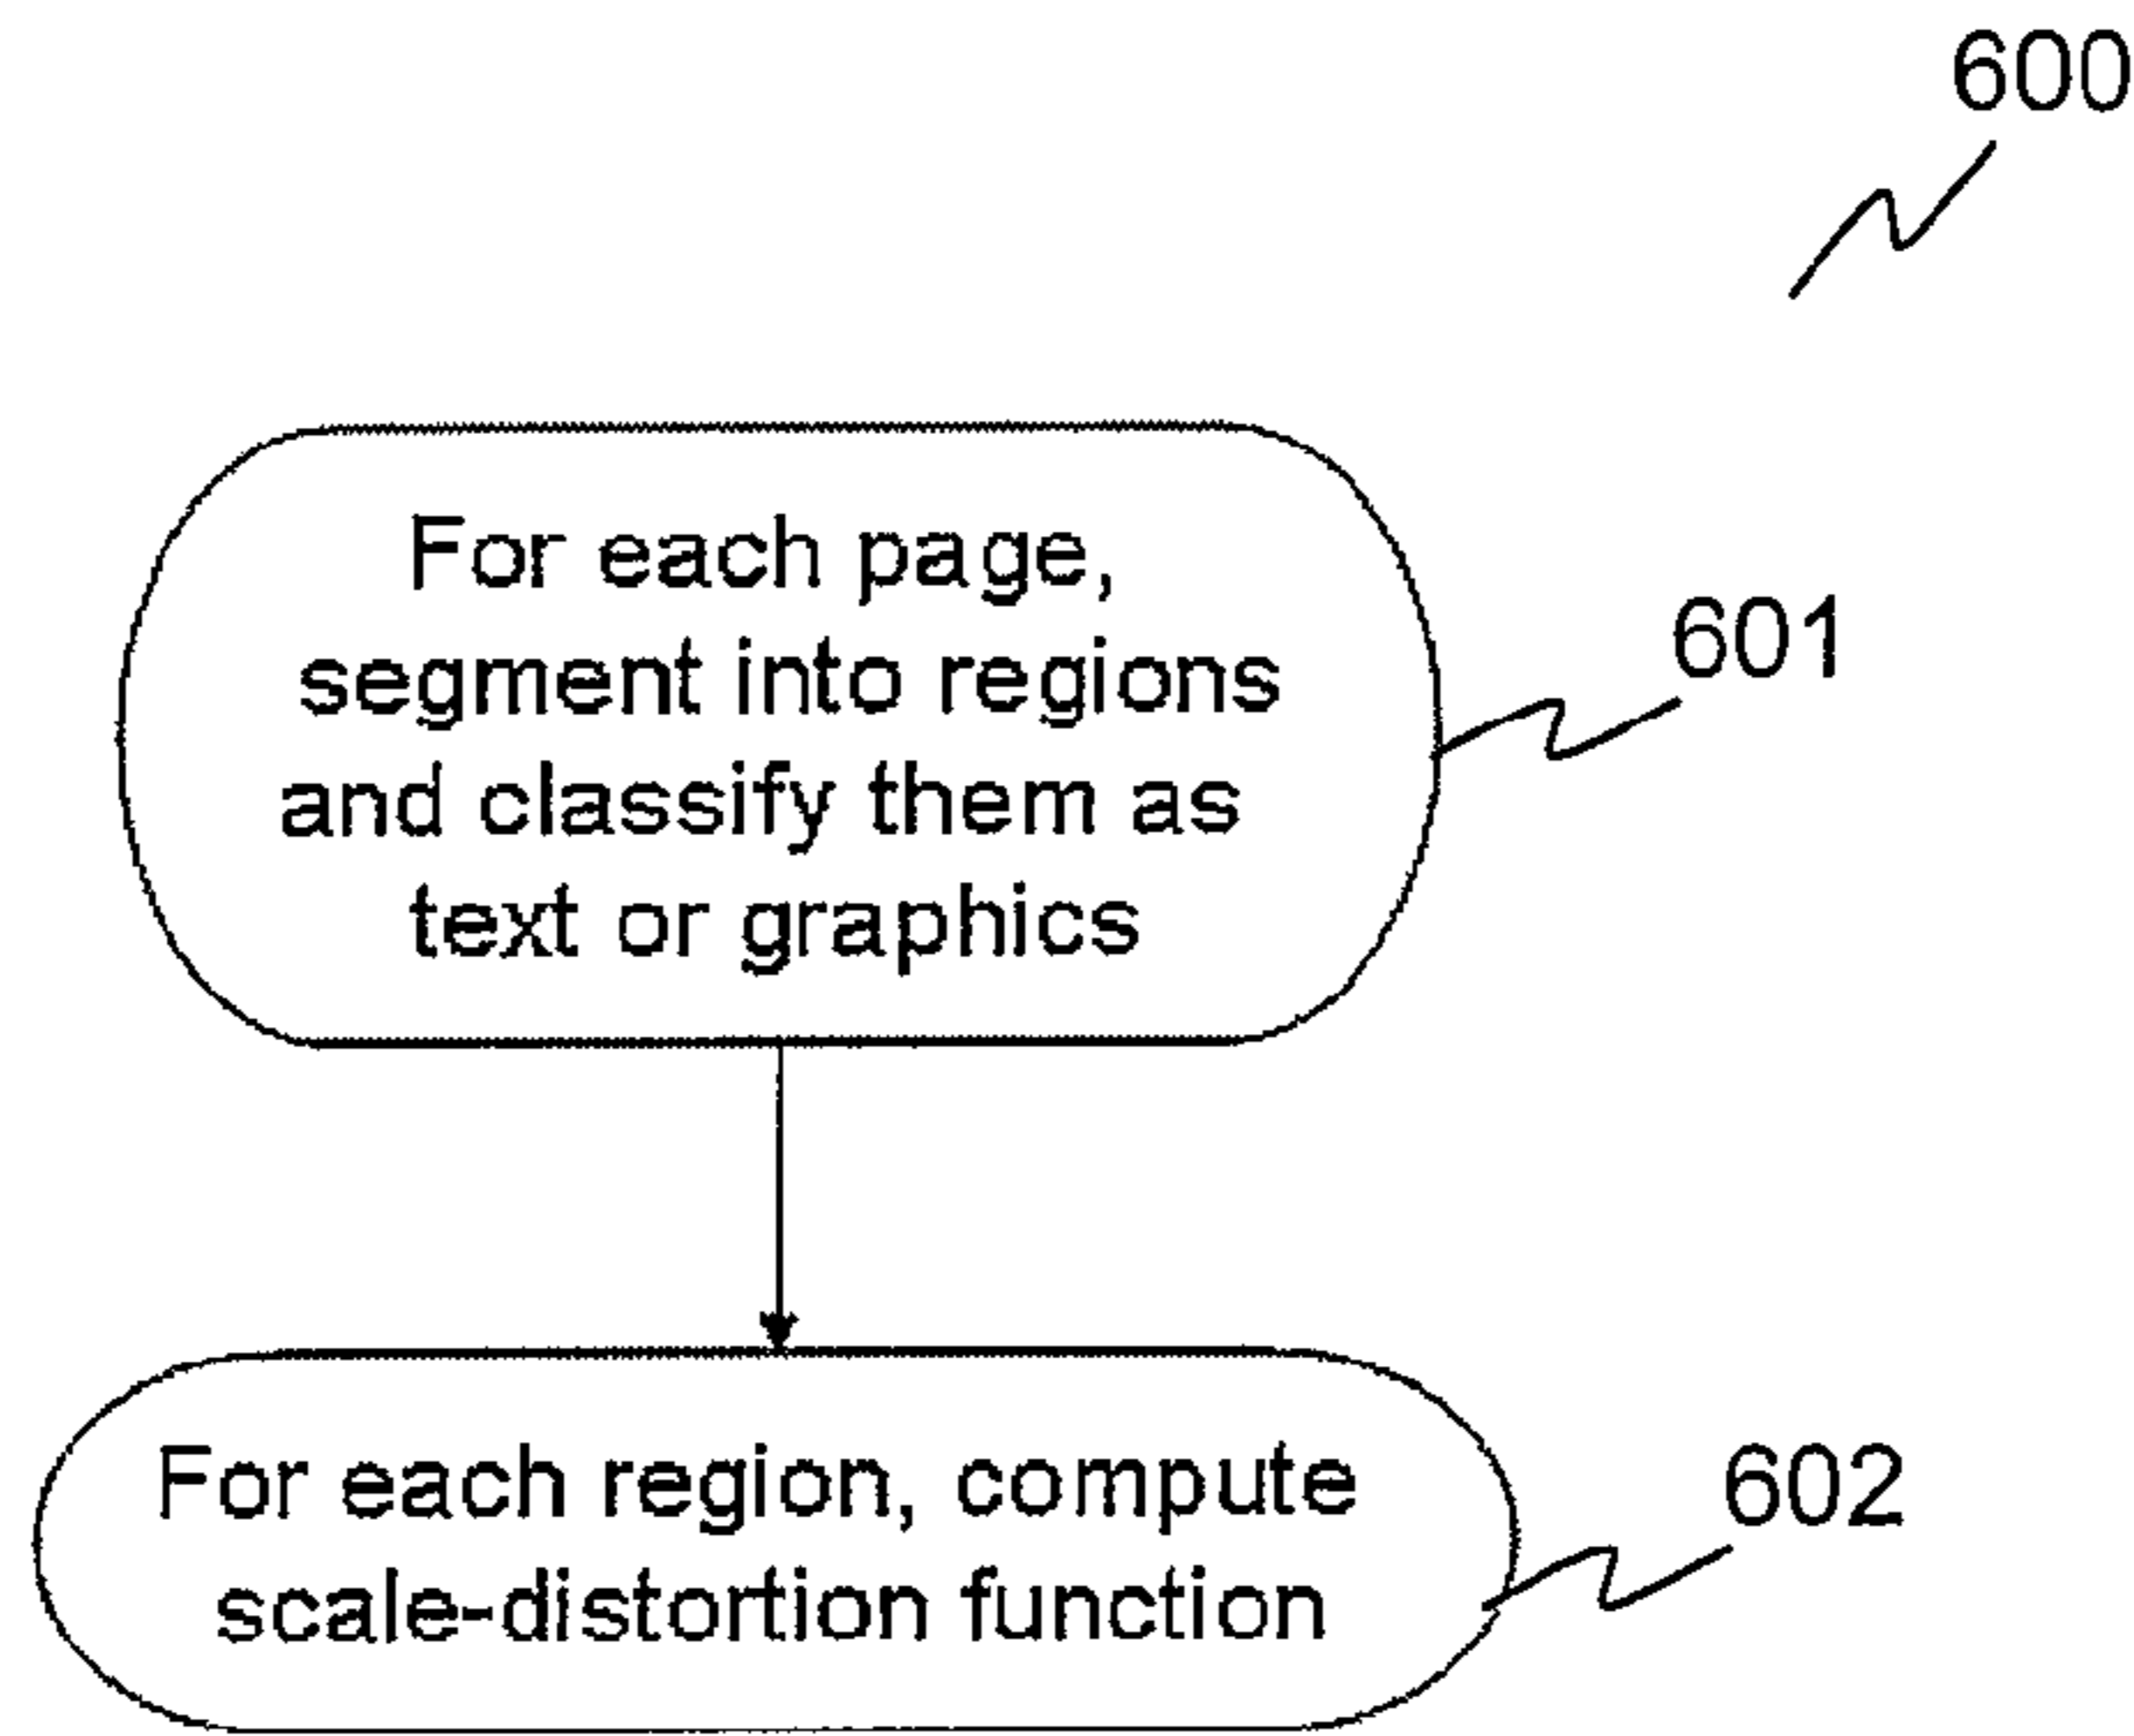 600
For each page,
segment into regions
and classify them as
text or graphics
601
For each region, compute
scale-distortion function
602